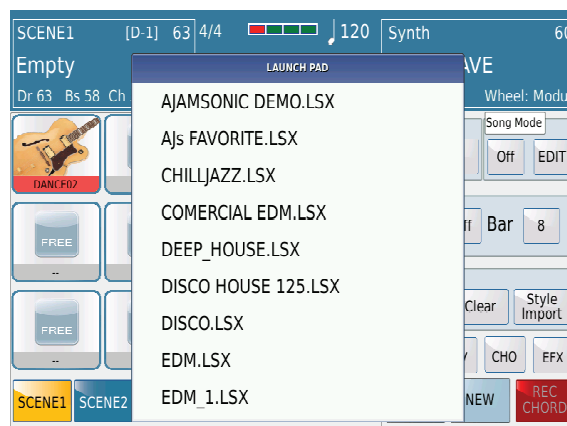 SCENE1 [D-1] 63 4/4 120 Synth 60
Empty
Dr 63 Bs 58 Ch Wheel: Modu
LAUNCH PAD
AJAMSONIC DEMO.LSX
AJs FAVORITE.LSX
CHILLJAZZ.LSX
COMERCIAL EDM.LSX
DEEP_HOUSE.LSX
DISCO HOUSE 125.LSX
DISCO.LSX
EDM.LSX
EDM_1.LSX
DANCE02
FREE
--
FREE
--
SCENE1 SCENE2
Song Mode
Off EDIT
Bar 8
Clear Style
Import
CHO EFX
NEW REC
CHORD